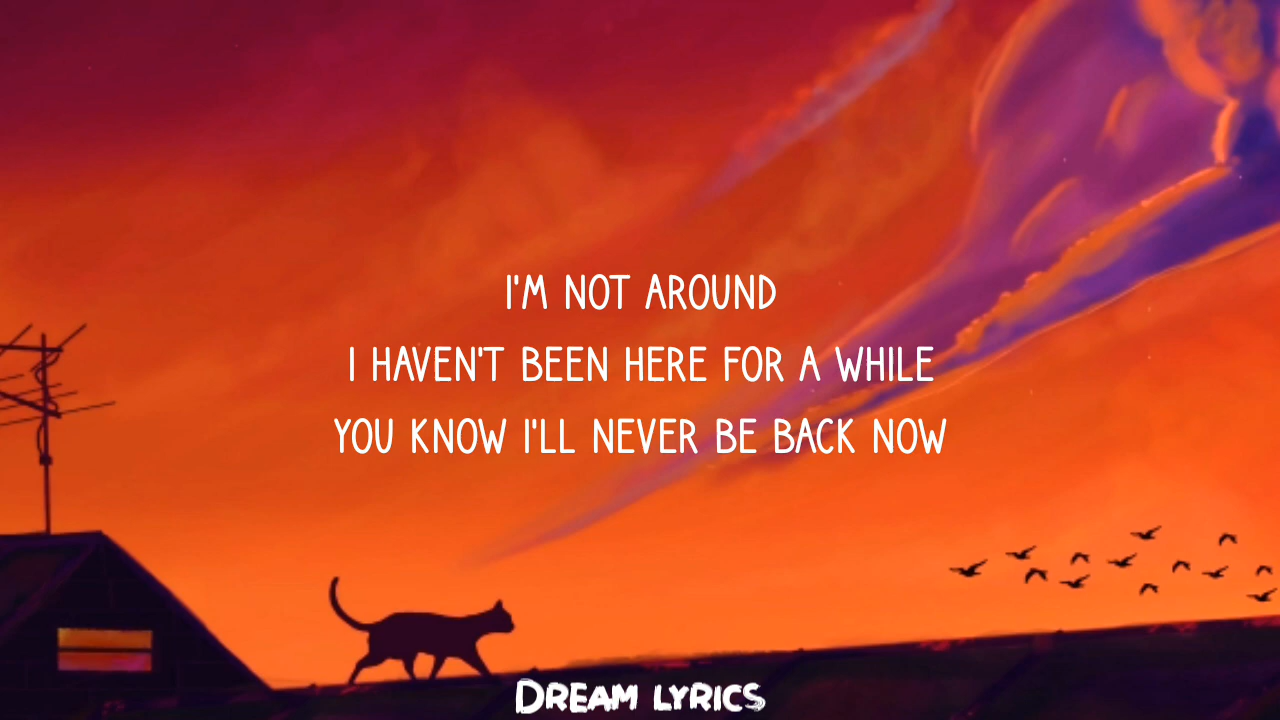 I'M NOT AROUND
I HAVEN'T BEEN HERE FOR A WHILE
YOU KNOW I'LL NEVER BE BACK NOW
DREAM LYRICS